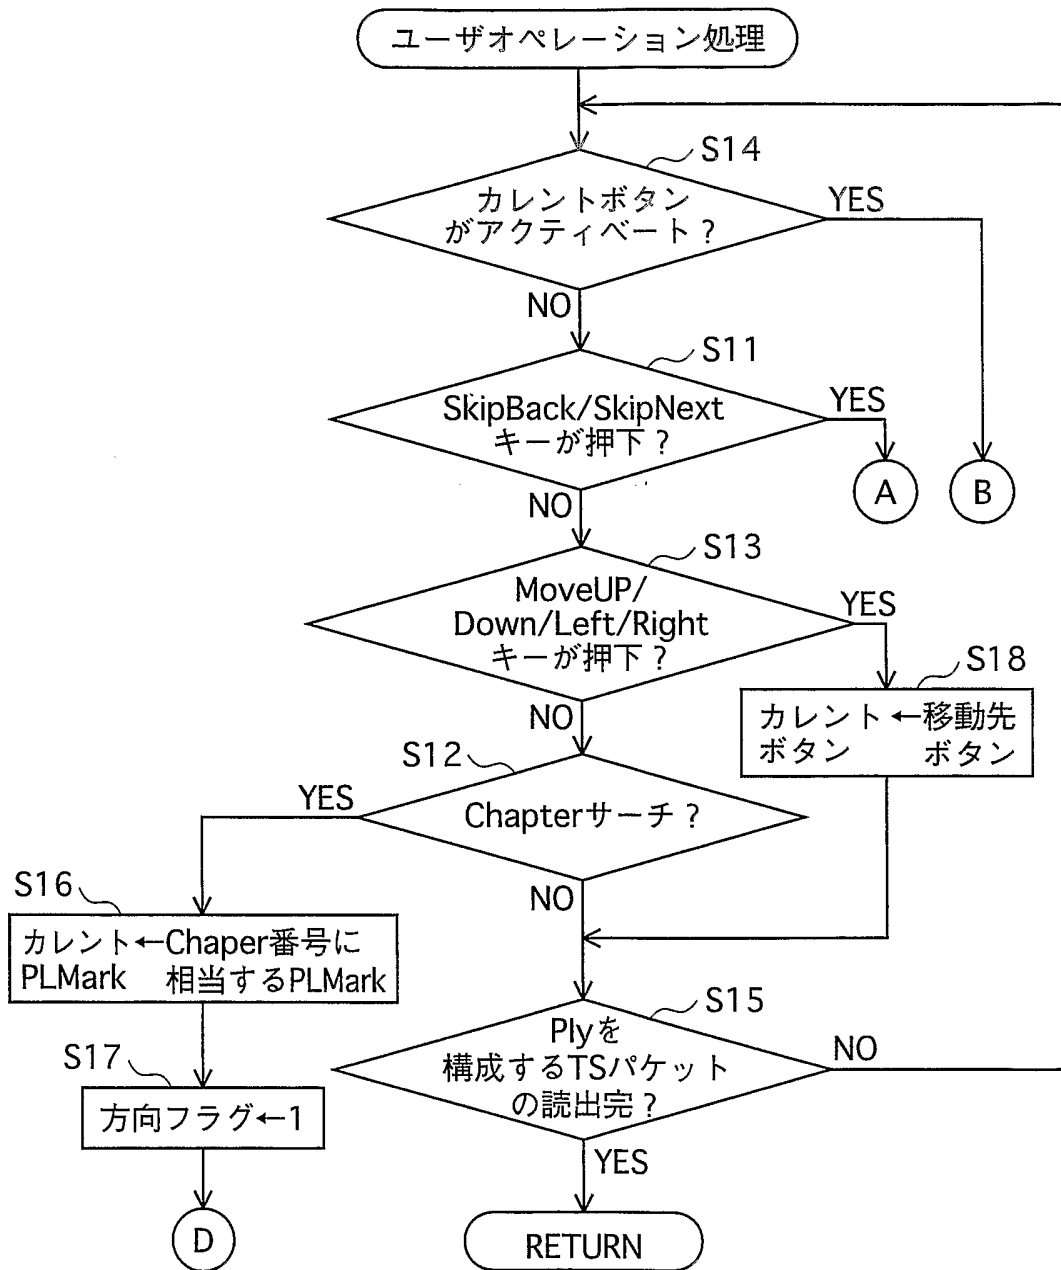 ユーザオペレーション処理
S14
カレントボタン
がアクティベート?
YES
NO
S11
SkipBack/SkipNext
キーが押下?
YES
A
B
NO
S13
MoveUP/
Down/Left/Right
キーが押下?
YES
S18
カレント←移動先
ボタン ボタン
NO
S12
Chapterサーチ?
YES
NO
S16
カレント←Chaper番号に
PLMark 相当するPLMark
S17
方向フラグ←1
D
S15
Plyを
構成するTSパケット
の読出完?
NO
YES
RETURN